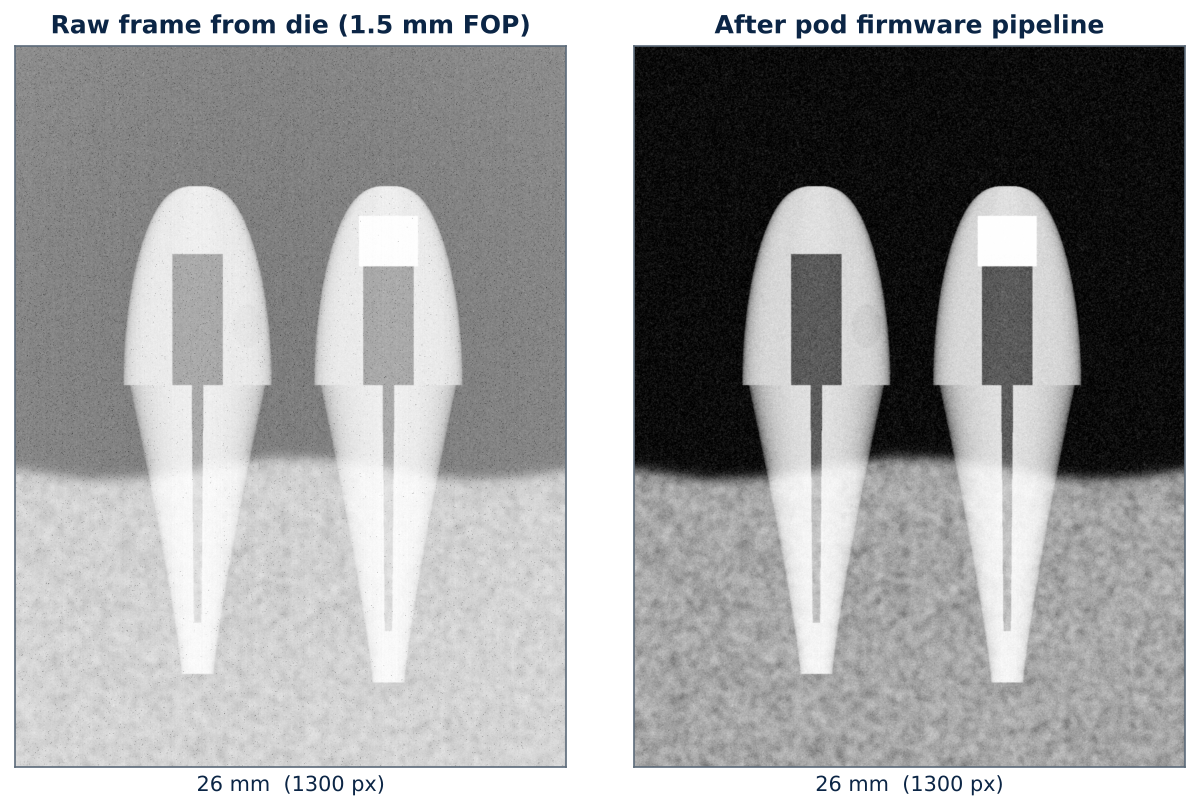 Raw frame from die (1.5 mm FOP)
After pod firmware pipeline
26 mm  (1300 px)
26 mm  (1300 px)